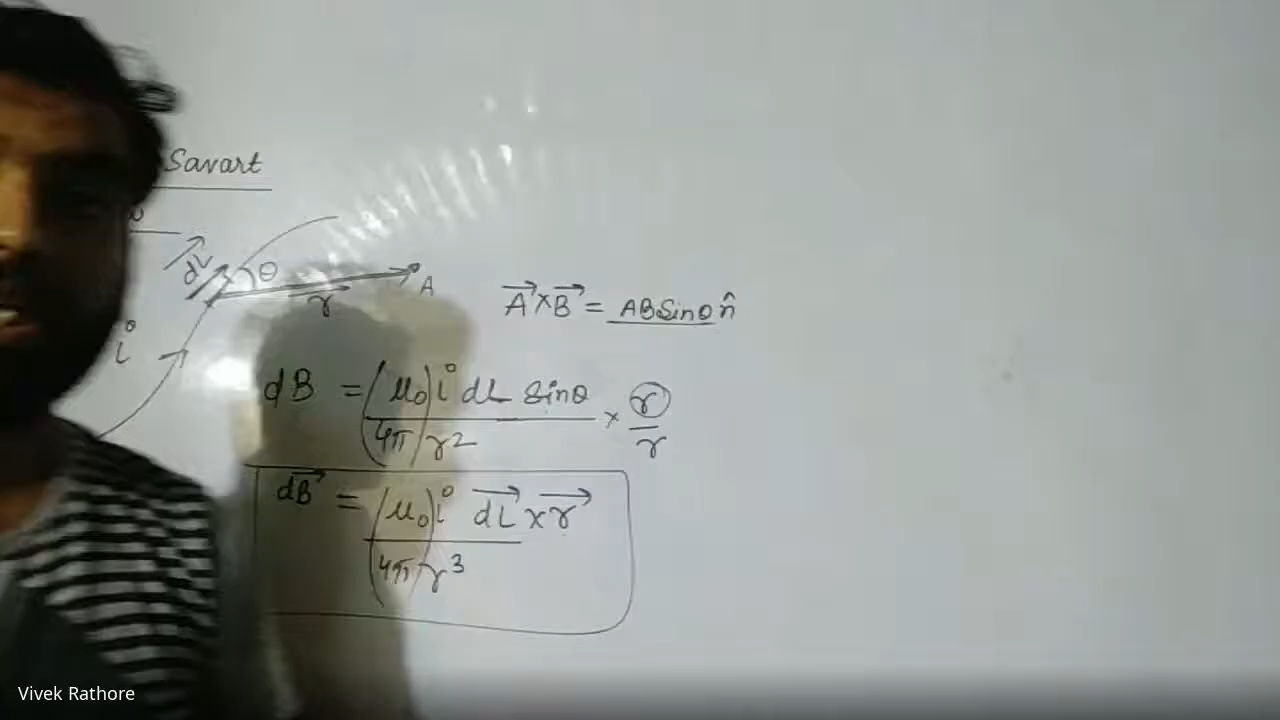 Savart
dL θ
r A
i
A⃗ × B⃗ = AB Sinθ n̂
dB = (μ₀/4π) i dL Sinθ / r² × r/r
dB⃗ = (μ₀/4π) i dL⃗ × r⃗ / r³
Vivek Rathore